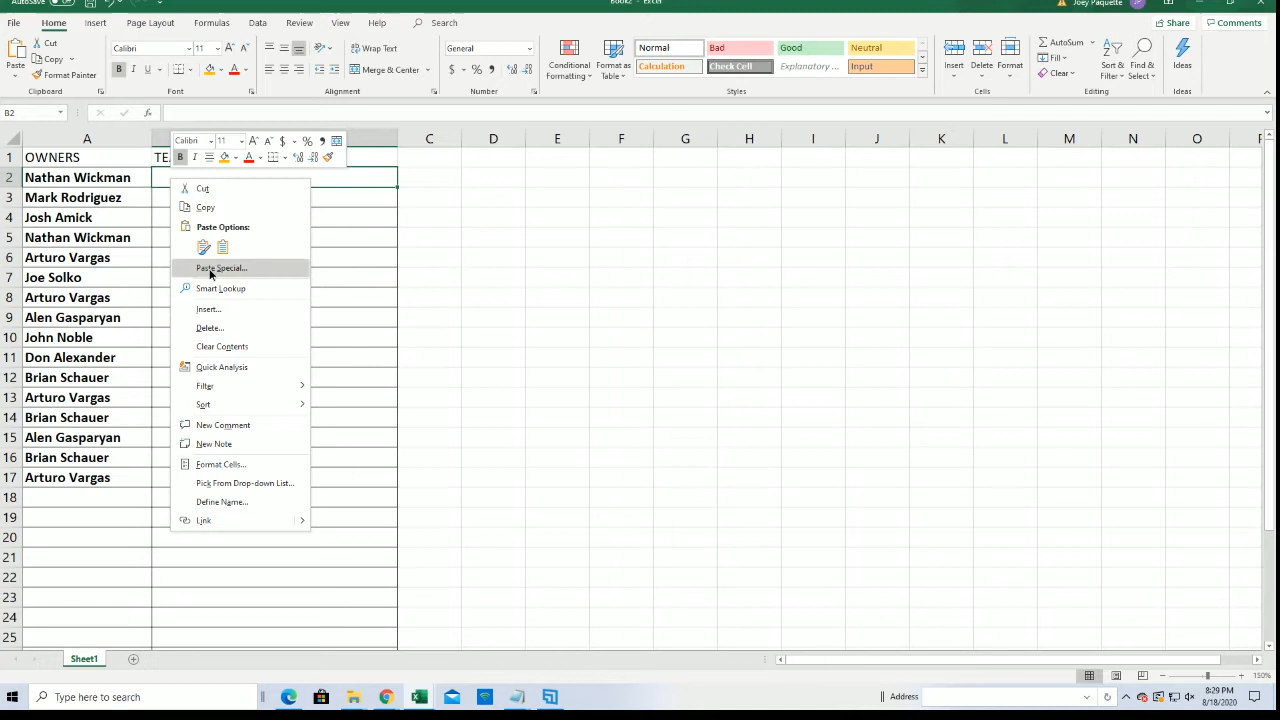 AutoSave Off Book2 - Excel Joey Paquette JP
File Home Insert Page Layout Formulas Data Review View Help Search Share Comments
Paste Cut Copy Format Painter Clipboard
Calibri 11 B I U Font
Wrap Text Merge & Center Alignment
General $ % Number
Conditional Formatting Format as Table Normal Bad Good Neutral Calculation Check Cell Explanatory ... Input Styles
Insert Delete Format Cells
AutoSum Fill Clear Sort & Filter Find & Select Editing
Ideas Ideas
B2 fx
A C D E F G H I J K L M N O P
Calibri 11 A A $ % 
B I A
1 OWNERS
2 Nathan Wickman
3 Mark Rodriguez
4 Josh Amick
5 Nathan Wickman
6 Arturo Vargas
7 Joe Solko
8 Arturo Vargas
9 Alen Gasparyan
10 John Noble
11 Don Alexander
12 Brian Schauer
13 Arturo Vargas
14 Brian Schauer
15 Alen Gasparyan
16 Brian Schauer
17 Arturo Vargas
18
19
20
21
22
23
24
25
Cut
Copy
Paste Options:
Paste Special...
Smart Lookup
Insert...
Delete...
Clear Contents
Quick Analysis
Filter
Sort
New Comment
New Note
Format Cells...
Pick From Drop-down List...
Define Name...
Link
Sheet1
150%
Type here to search
Address
8:29 PM
8/18/2020